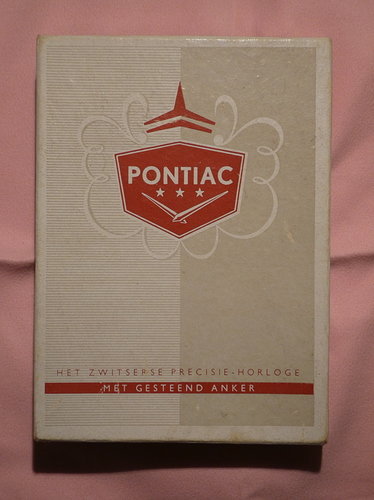 PONTIAC
HET ZWITSERSE PRECISIE-HORLOGE
MET GESTEEND ANKER